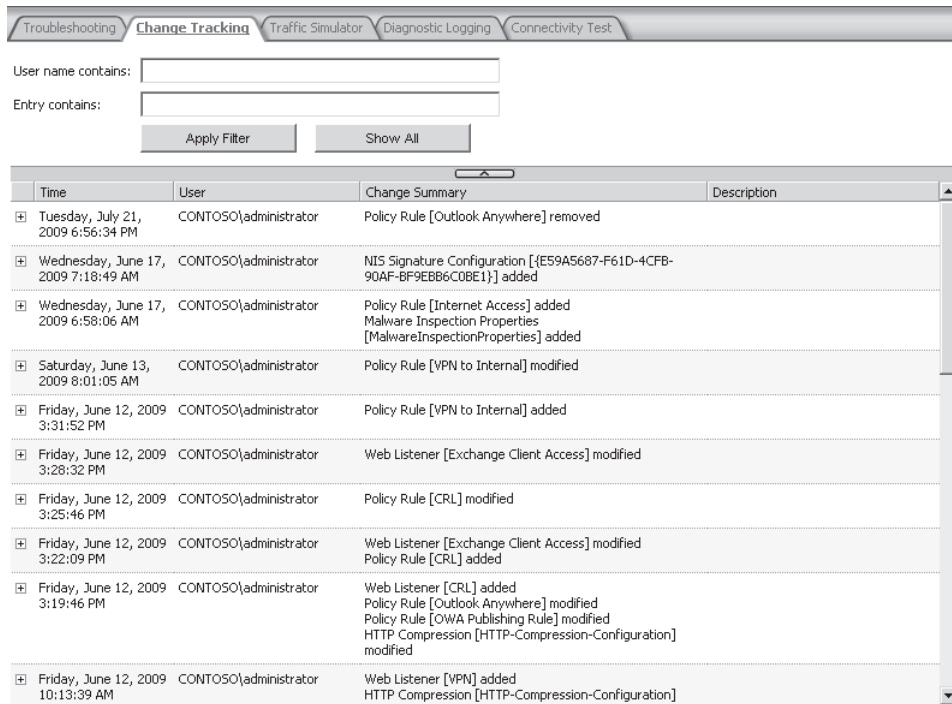 Troubleshooting Change Tracking Traffic Simulator Diagnostic Logging Connectivity Test
User name contains:
Entry contains:
Apply Filter Show All
Time User Change Summary Description
Tuesday, July 21, CONTOSO\administrator Policy Rule [Outlook Anywhere] removed
2009 6:56:34 PM
Wednesday, June 17, CONTOSO\administrator NIS Signature Configuration [{E59A5687-F61D-4CFB-
2009 7:18:49 AM 90AF-BF9EBB6C0BE1}] added
Wednesday, June 17, CONTOSO\administrator Policy Rule [Internet Access] added
2009 6:58:06 AM Malware Inspection Properties
[MalwareInspectionProperties] added
Saturday, June 13, CONTOSO\administrator Policy Rule [VPN to Internal] modified
2009 8:01:05 AM
Friday, June 12, 2009 CONTOSO\administrator Policy Rule [VPN to Internal] added
3:31:52 PM
Friday, June 12, 2009 CONTOSO\administrator Web Listener [Exchange Client Access] modified
3:28:32 PM
Friday, June 12, 2009 CONTOSO\administrator Policy Rule [CRL] modified
3:25:46 PM
Friday, June 12, 2009 CONTOSO\administrator Web Listener [Exchange Client Access] modified
3:22:09 PM Policy Rule [CRL] added
Friday, June 12, 2009 CONTOSO\administrator Web Listener [CRL] added
3:19:46 PM Policy Rule [Outlook Anywhere] modified
Policy Rule [OWA Publishing Rule] modified
HTTP Compression [HTTP-Compression-Configuration]
modified
Friday, June 12, 2009 CONTOSO\administrator Web Listener [VPN] added
10:13:39 AM HTTP Compression [HTTP-Compression-Configuration]